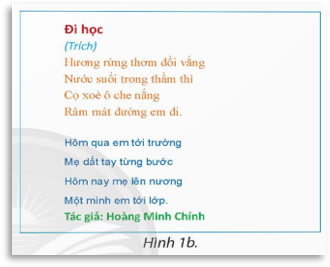 Đi học
(Trích)
Hương rừng thơm đồi vắng
Nước suối trong thầm thì
Cọ xoè ô che nắng
Râm mát đường em đi.
Hôm qua em tới trường
Mẹ dắt tay từng bước
Hôm nay mẹ lên nương
Một mình em tới lớp.
Tác giả: Hoàng Minh Chính
Hình 1b.